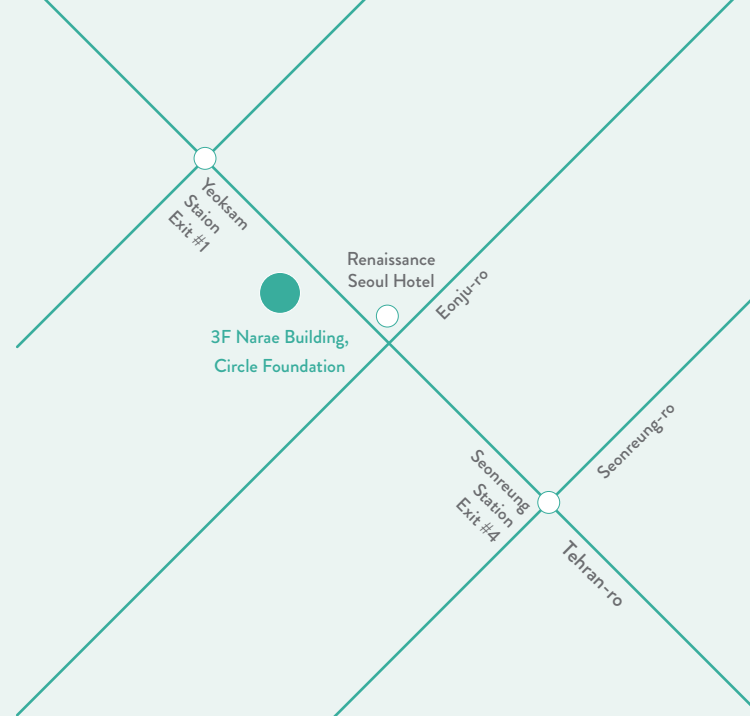 Yeoksam
Staion
Exit #1
Renaissance
Seoul Hotel
Eonju-ro
3F Narae Building,
Circle Foundation
Seonreung-ro
Seonreung
Station
Exit #4
Tehran-ro